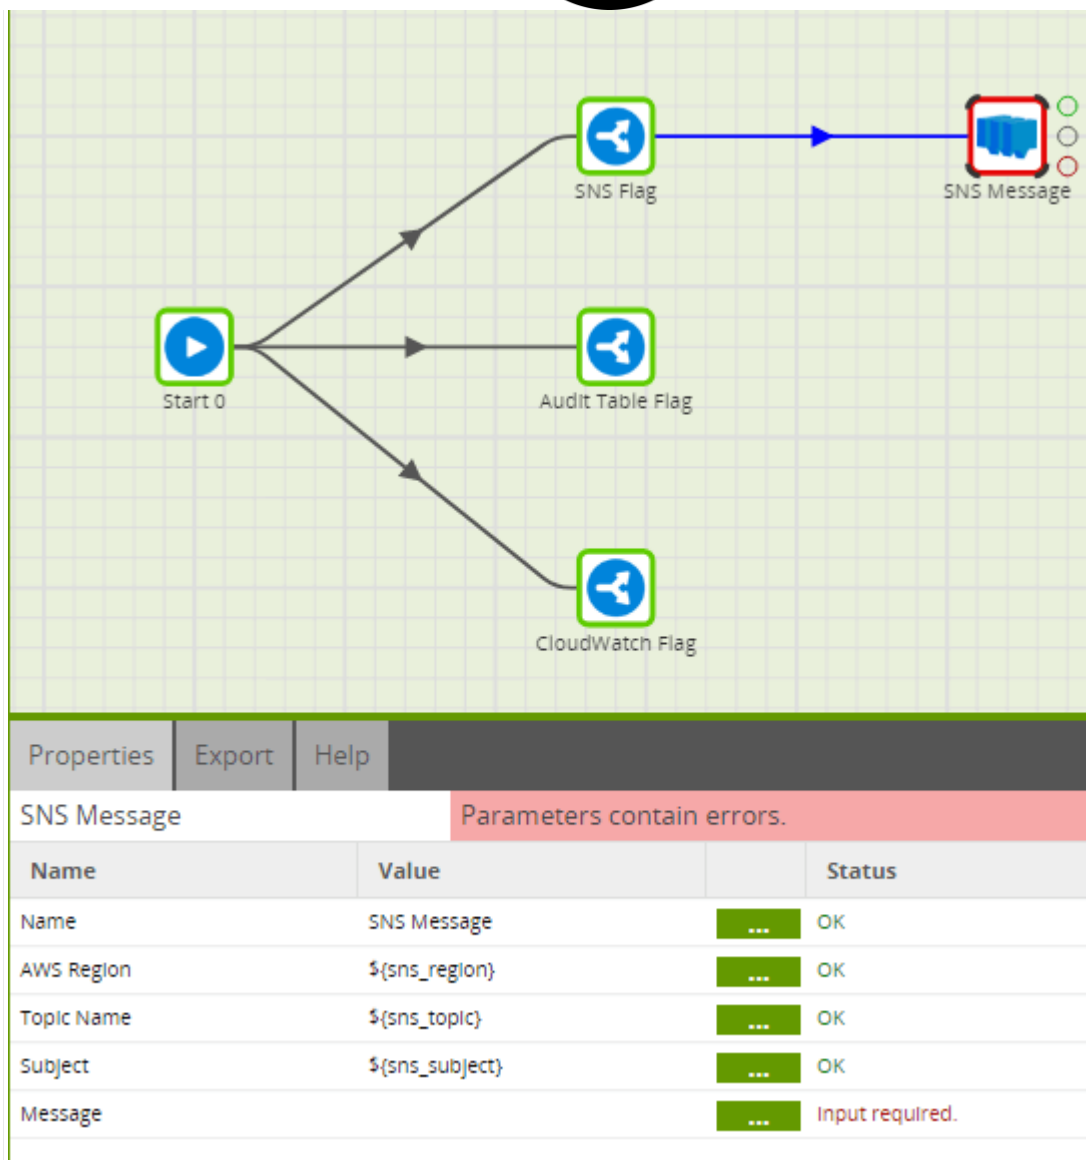 SNS Flag
SNS Message
Start 0
Audit Table Flag
CloudWatch Flag
Properties Export Help
SNS Message Parameters contain errors.
Name Value Status
Name SNS Message ... OK
AWS Region ${sns_region} ... OK
Topic Name ${sns_topic} ... OK
Subject ${sns_subject} ... OK
Message ... Input required.